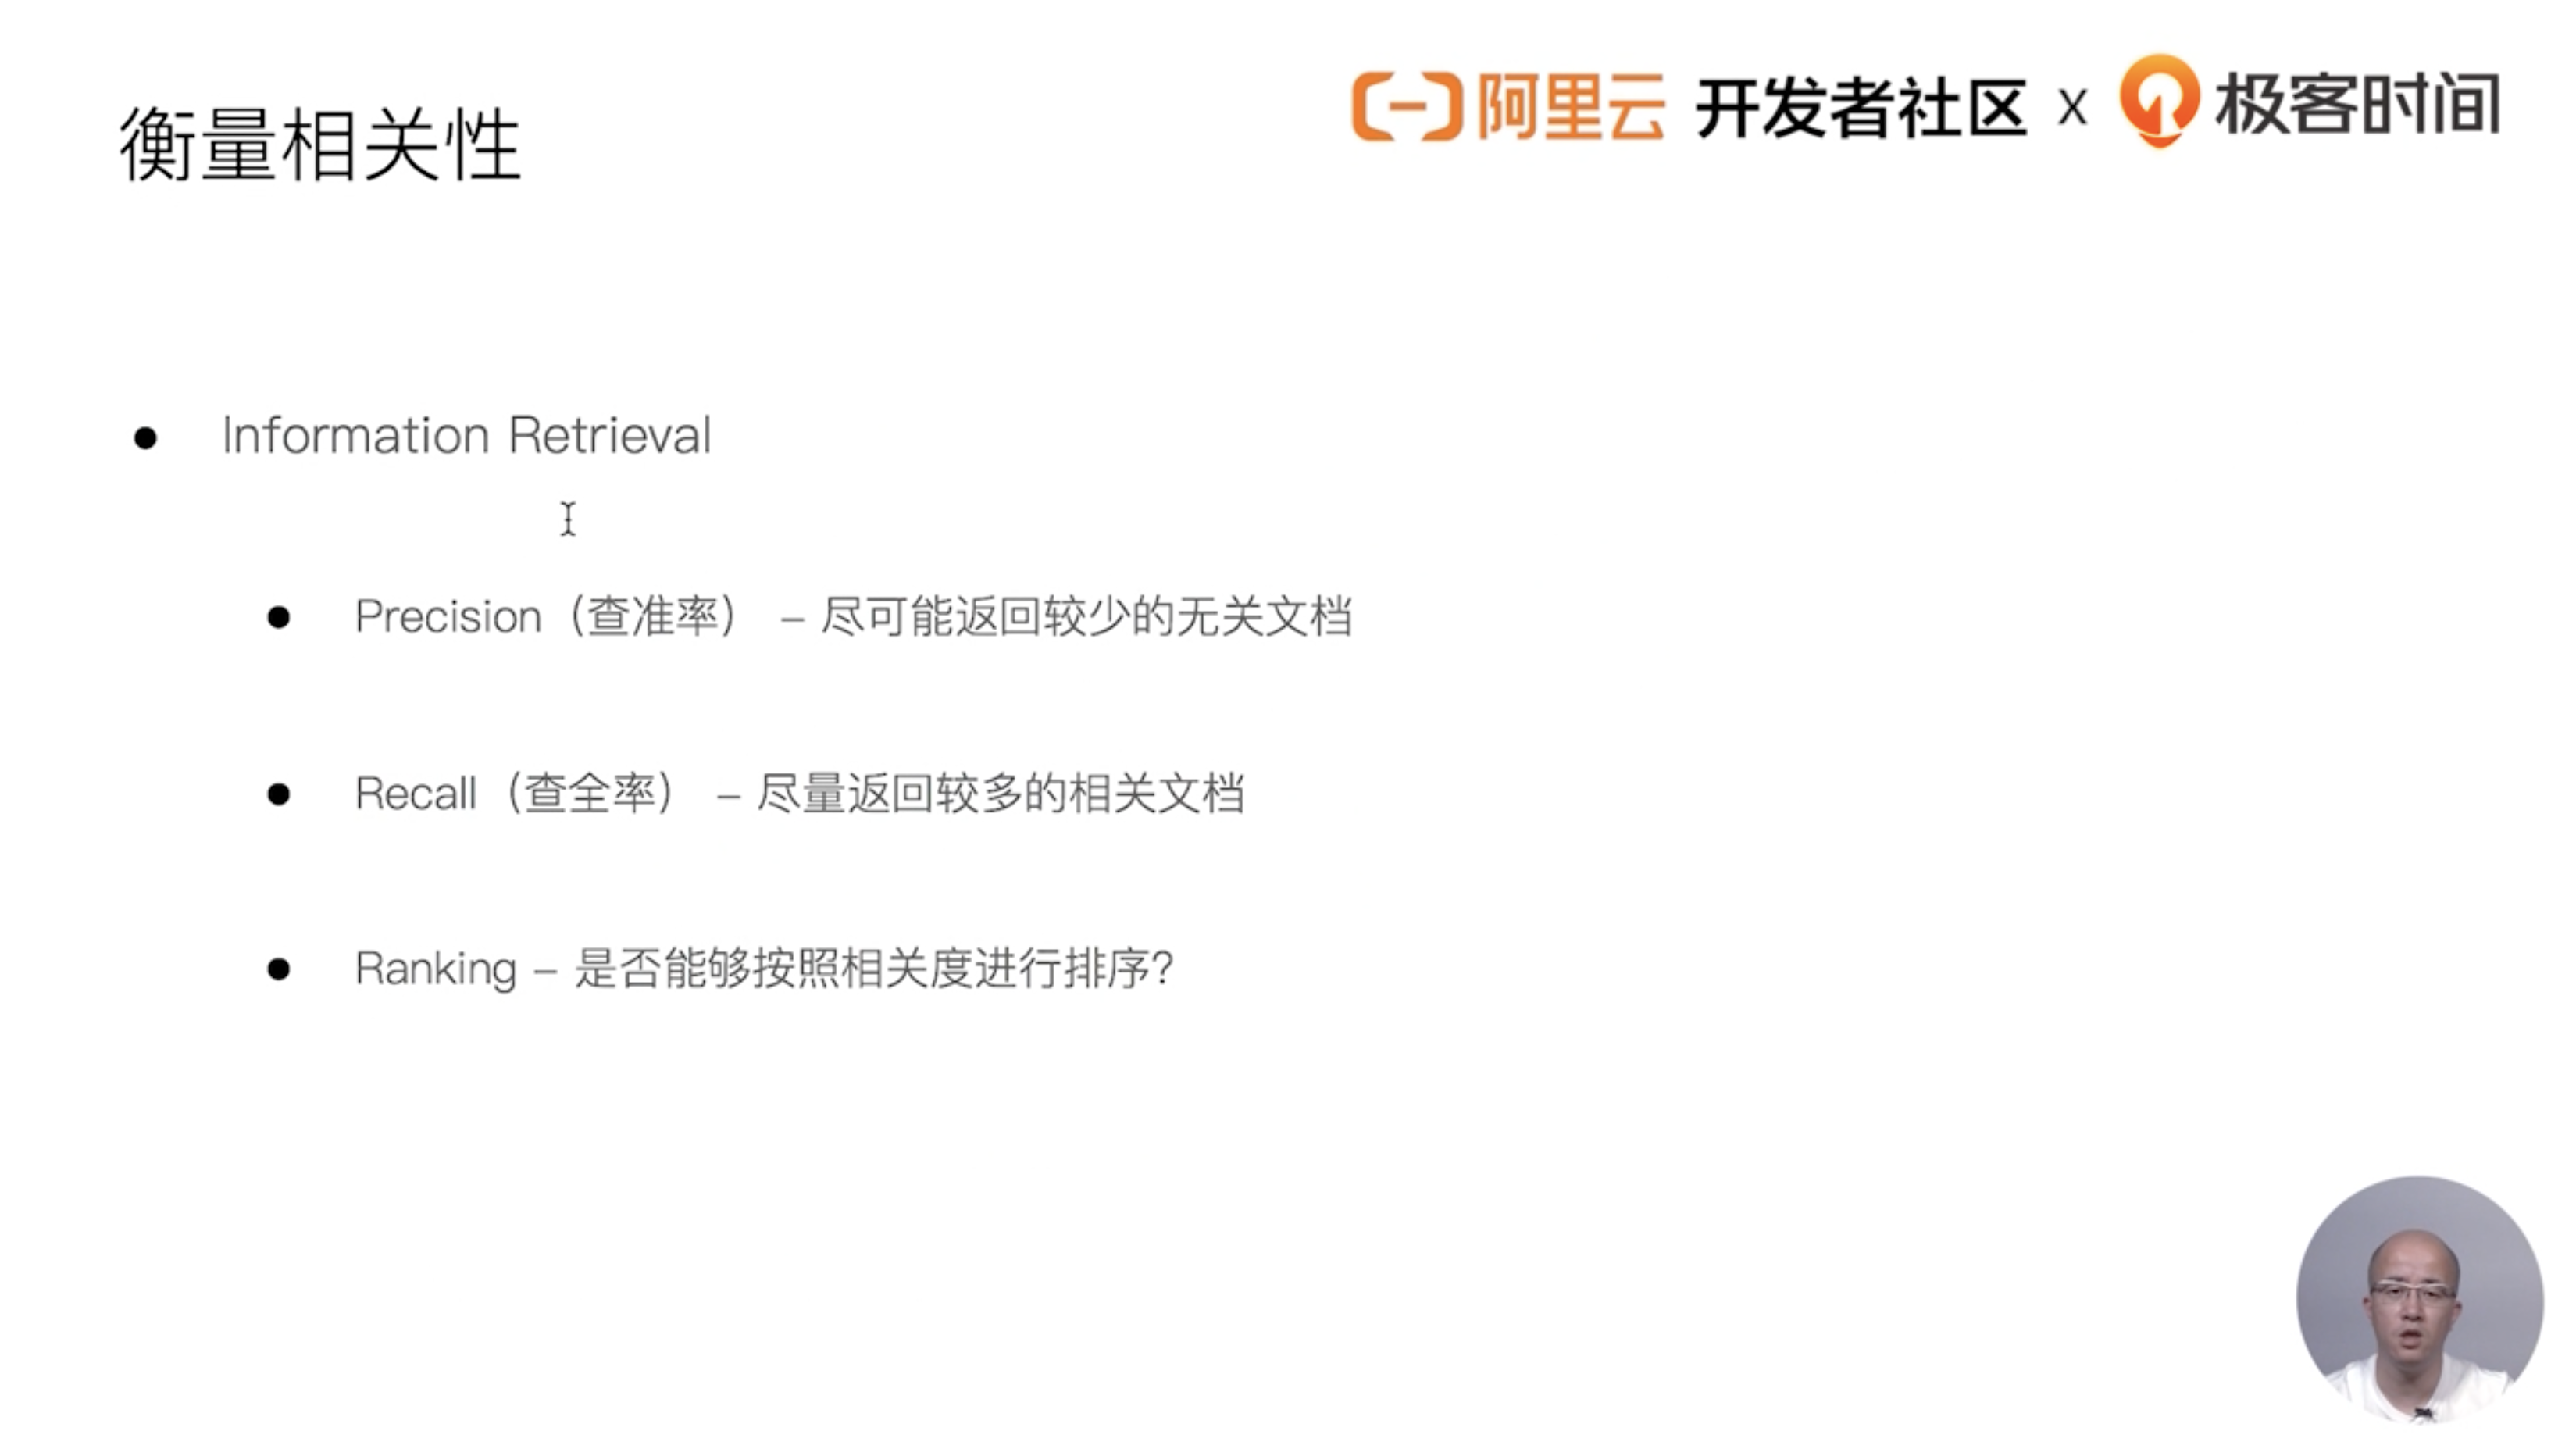 衡量相关性
阿里云 开发者社区 x 极客时间
Information Retrieval
Precision（查准率） – 尽可能返回较少的无关文档
Recall（查全率） – 尽量返回较多的相关文档
Ranking – 是否能够按照相关度进行排序？